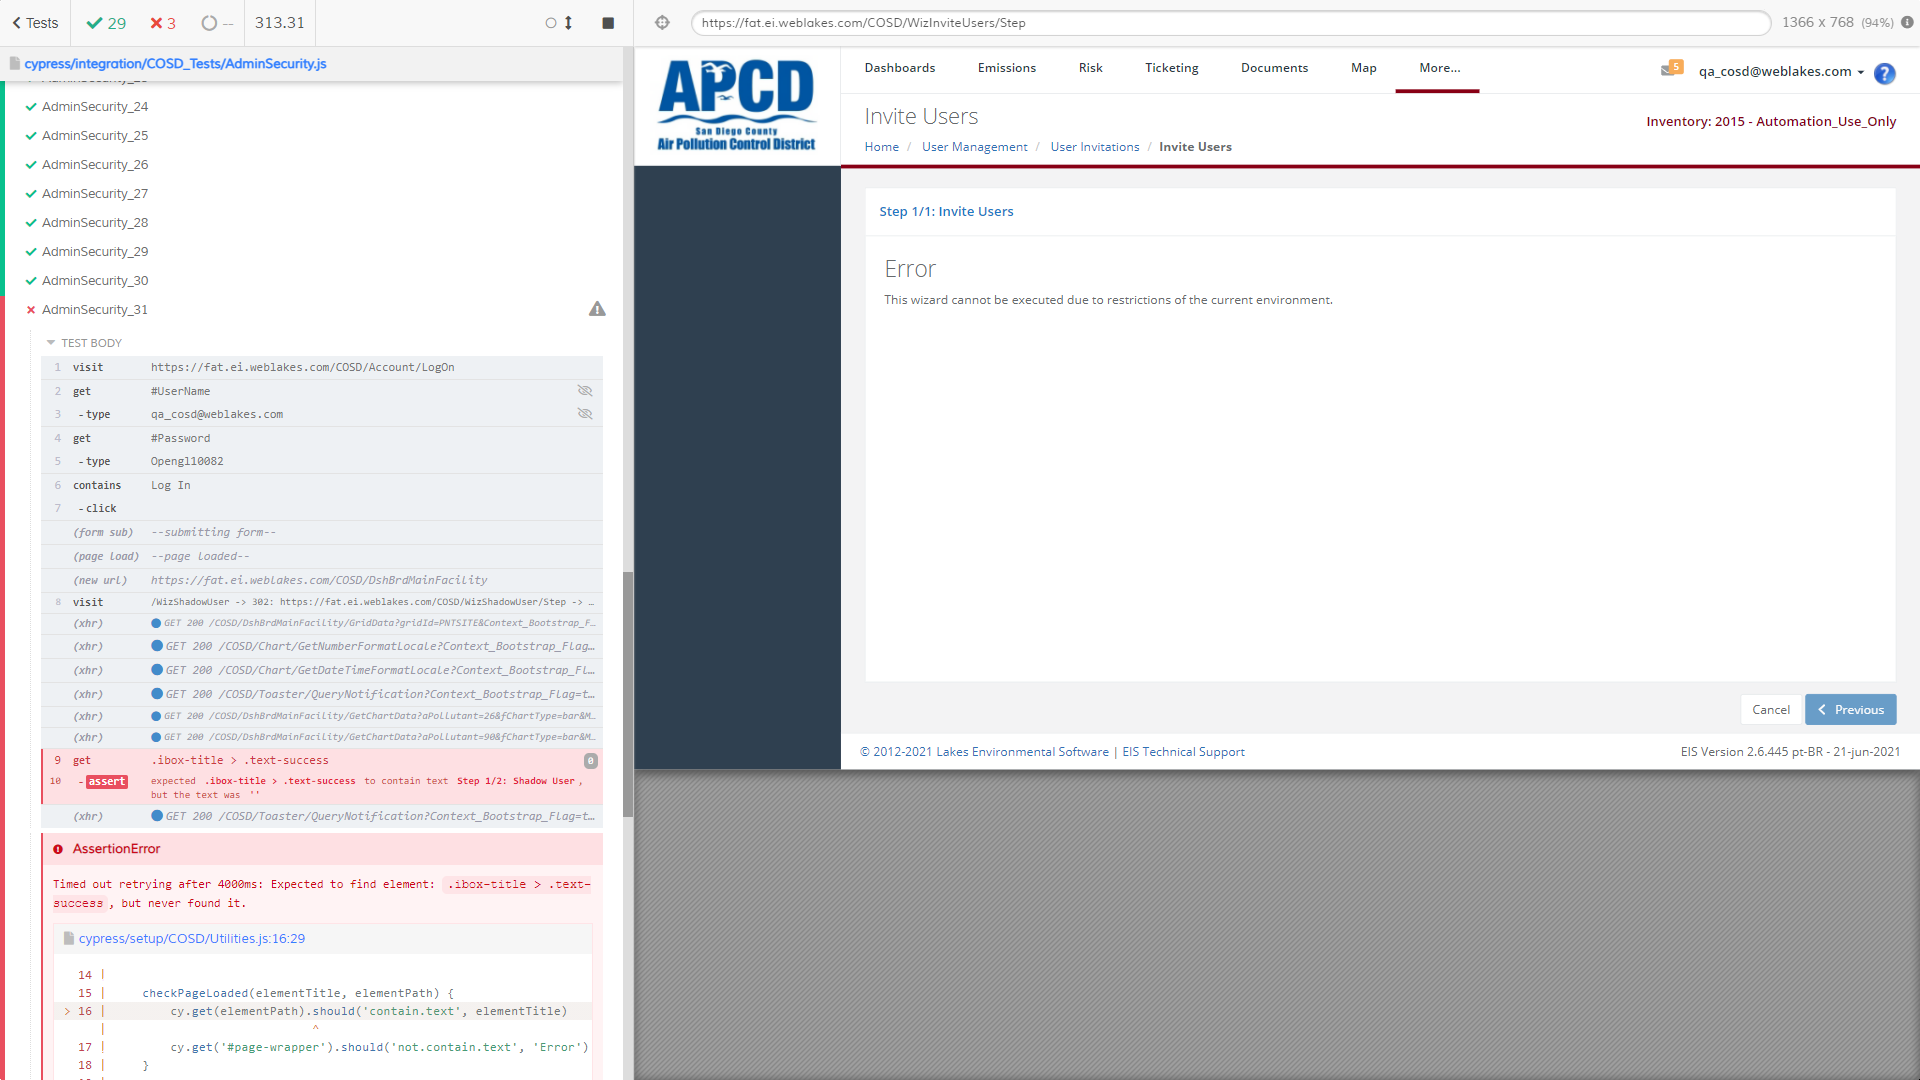 Tests
29
3
--
313.31
cypress/integration/COSD_Tests/AdminSecurity.js
AdminSecurity_24
AdminSecurity_25
AdminSecurity_26
AdminSecurity_27
AdminSecurity_28
AdminSecurity_29
AdminSecurity_30
AdminSecurity_31
TEST BODY
1 visit https://fat.ei.weblakes.com/COSD/Account/LogOn
2 get #UserName
3 -type qa_cosd@weblakes.com
4 get #Password
5 -type Opengl10082
6 contains Log In
7 -click
(form sub) --submitting form--
(page load) --page loaded--
(new url) https://fat.ei.weblakes.com/COSD/DshBrdMainFacility
8 visit /WizShadowUser -> 302: https://fat.ei.weblakes.com/COSD/WizShadowUser/Step -> …
(xhr) GET 200 /COSD/DshBrdMainFacility/GridData?gridId=PNTSITE&Context_Bootstrap_F…
(xhr) GET 200 /COSD/Chart/GetNumberFormatLocale?Context_Bootstrap_Flag…
(xhr) GET 200 /COSD/Chart/GetDateTimeFormatLocale?Context_Bootstrap_Fl…
(xhr) GET 200 /COSD/Toaster/QueryNotification?Context_Bootstrap_Flag=t…
(xhr) GET 200 /COSD/DshBrdMainFacility/GetChartData?aPollutant=26&fChartType=bar&M…
(xhr) GET 200 /COSD/DshBrdMainFacility/GetChartData?aPollutant=90&fChartType=bar&M…
9 get .ibox-title > .text-success 0
10 -assert expected .ibox-title > .text-success to contain text Step 1/2: Shadow User,
but the text was ''
(xhr) GET 200 /COSD/Toaster/QueryNotification?Context_Bootstrap_Flag=t…
AssertionError
Timed out retrying after 4000ms: Expected to find element: .ibox-title > .text-
success, but never found it.
cypress/setup/COSD/Utilities.js:16:29
14 |
15 | checkPageLoaded(elementTitle, elementPath) {
> 16 | cy.get(elementPath).should('contain.text', elementTitle)
| ^
17 | cy.get('#page-wrapper').should('not.contain.text', 'Error')
18 | }
https://fat.ei.weblakes.com/COSD/WizInviteUsers/Step
1366 x 768 (94%)
APCD
San Diego County
Air Pollution Control District
Dashboards Emissions Risk Ticketing Documents Map More...
5
qa_cosd@weblakes.com
?
Invite Users
Inventory: 2015 - Automation_Use_Only
Home / User Management / User Invitations / Invite Users
Step 1/1: Invite Users
Error
This wizard cannot be executed due to restrictions of the current environment.
Cancel
Previous
© 2012-2021 Lakes Environmental Software | EIS Technical Support
EIS Version 2.6.445 pt-BR - 21-jun-2021